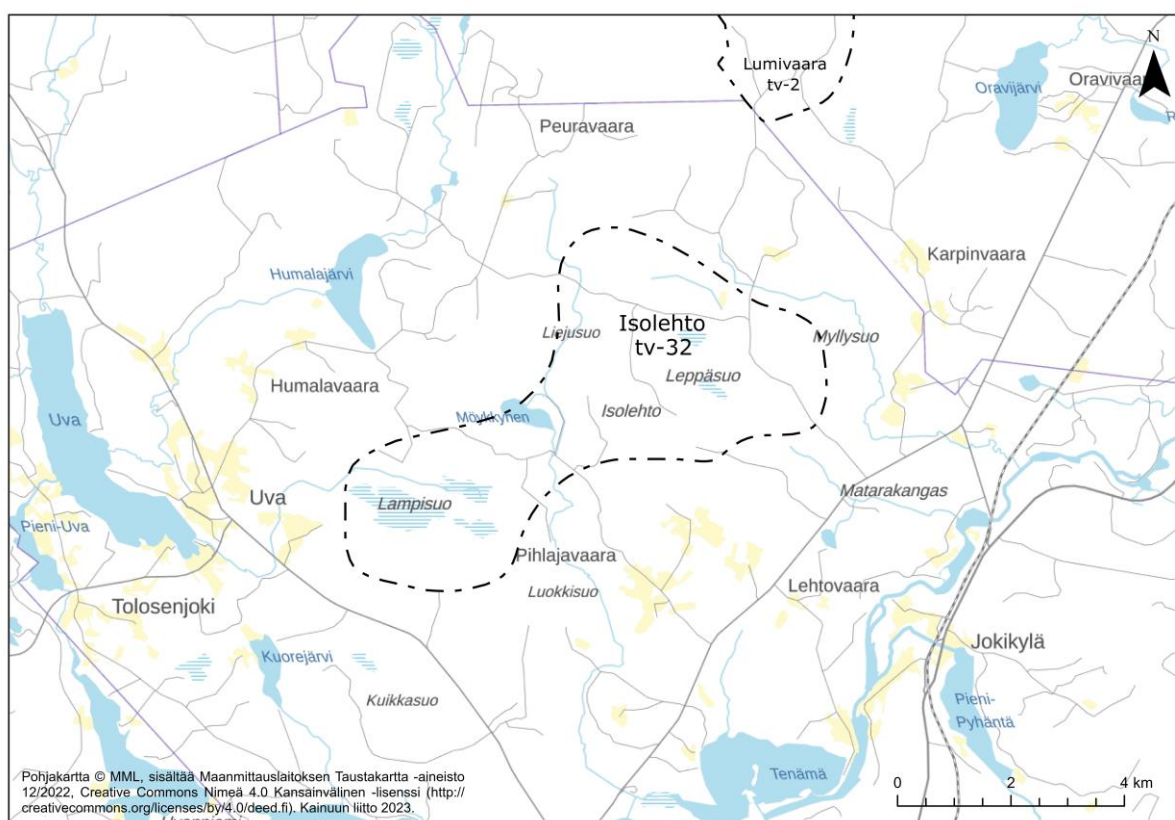 N
Lumivaara
tv-2
Oravijärvi
Peuravaara
Humalajärvi
Karpinvaara
Isolehto
tv-32
Liejusuo
Myllysuo
Leppäsuo
Humalavaara
Isolehto
Möykkynen
Uva
Uva
Lampisuo
Matarakangas
Pieni-Uva
Pihlajavaara
Luokkisuo
Lehtovaara
Tolosenjoki
Jokikylä
Kuorejärvi
Kuikkasuo
Pieni-
Pyhäntä
Tenämä
Pohjakartta © MML, sisältää Maanmittauslaitoksen Taustakartta -aineisto
12/2022, Creative Commons Nimeä 4.0 Kansainvälinen -lisenssi (http://
creativecommons.org/licenses/by/4.0/deed.fi). Kainuun liitto 2023.
0 2 4 km